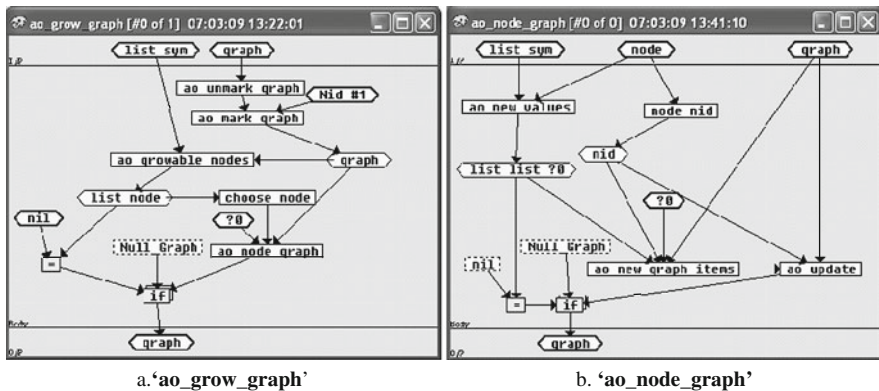 ao_grow_graph [#0 of 1] 07:03:09 13:22:01
list sym
graph
I/P
ao unmark graph
Nid #1
ao mark graph
ao growable nodes
graph
list node
choose node
nil
?0
Null Graph
ao node graph
=
if
Body
graph
O/P
a.‘ao_grow_graph’
ao_node_graph [#0 of 0] 07:03:09 13:41:10
list sym
node
graph
I/P
ao new values
node nid
nid
list list ?0
?0
Null Graph
nil
ao new graph items
ao update
=
if
Body
graph
O/P
b. ‘ao_node_graph’